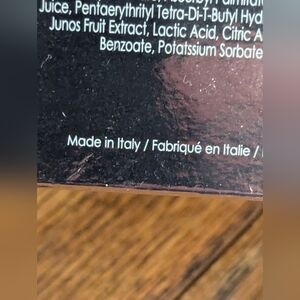 Juice, Pentaerythrityl Tetra-Di-T-Butyl Hyd
Junos Fruit Extract, Lactic Acid, Citric A
Benzoate, Potassium Sorbate
Made in Italy / Fabriqué en Italie /